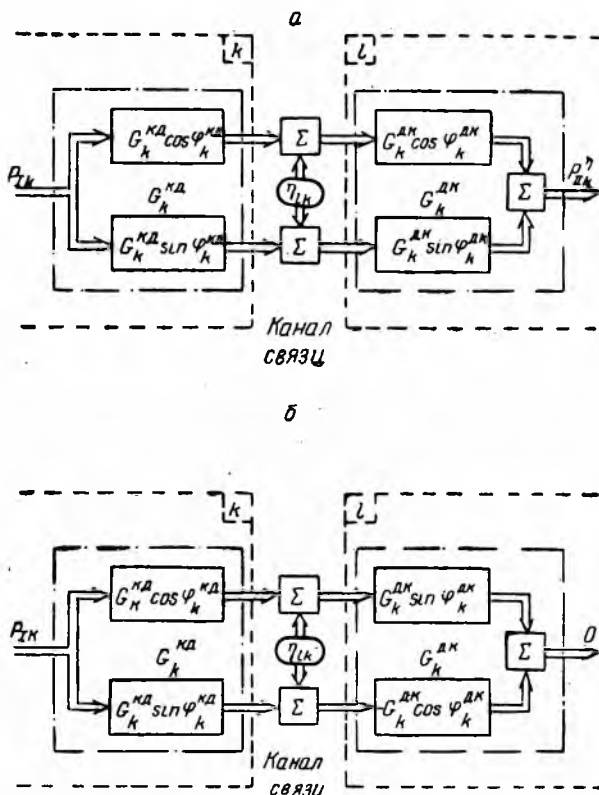 а
k
l
G_k^{кд} cos φ_k^{кд}
Σ
G_k^{дк} cos φ_k^{дк}
P_{Ik}
G_k^{кд}
η_{lk}
G_k^{дк}
Σ
P_{IIk}^η
G_k^{кд} sin φ_k^{кд}
Σ
G_k^{дк} sin φ_k^{дк}
Канал
связи
б
k
l
G_k^{кд} cos φ_k^{кд}
Σ
G_k^{дк} sin φ_k^{дк}
P_{Ik}
G_k^{кд}
η_{lk}
G_k^{дк}
Σ
0
G_k^{кд} sin φ_k^{кд}
Σ
-G_k^{дк} cos φ_k^{дк}
Канал
связи